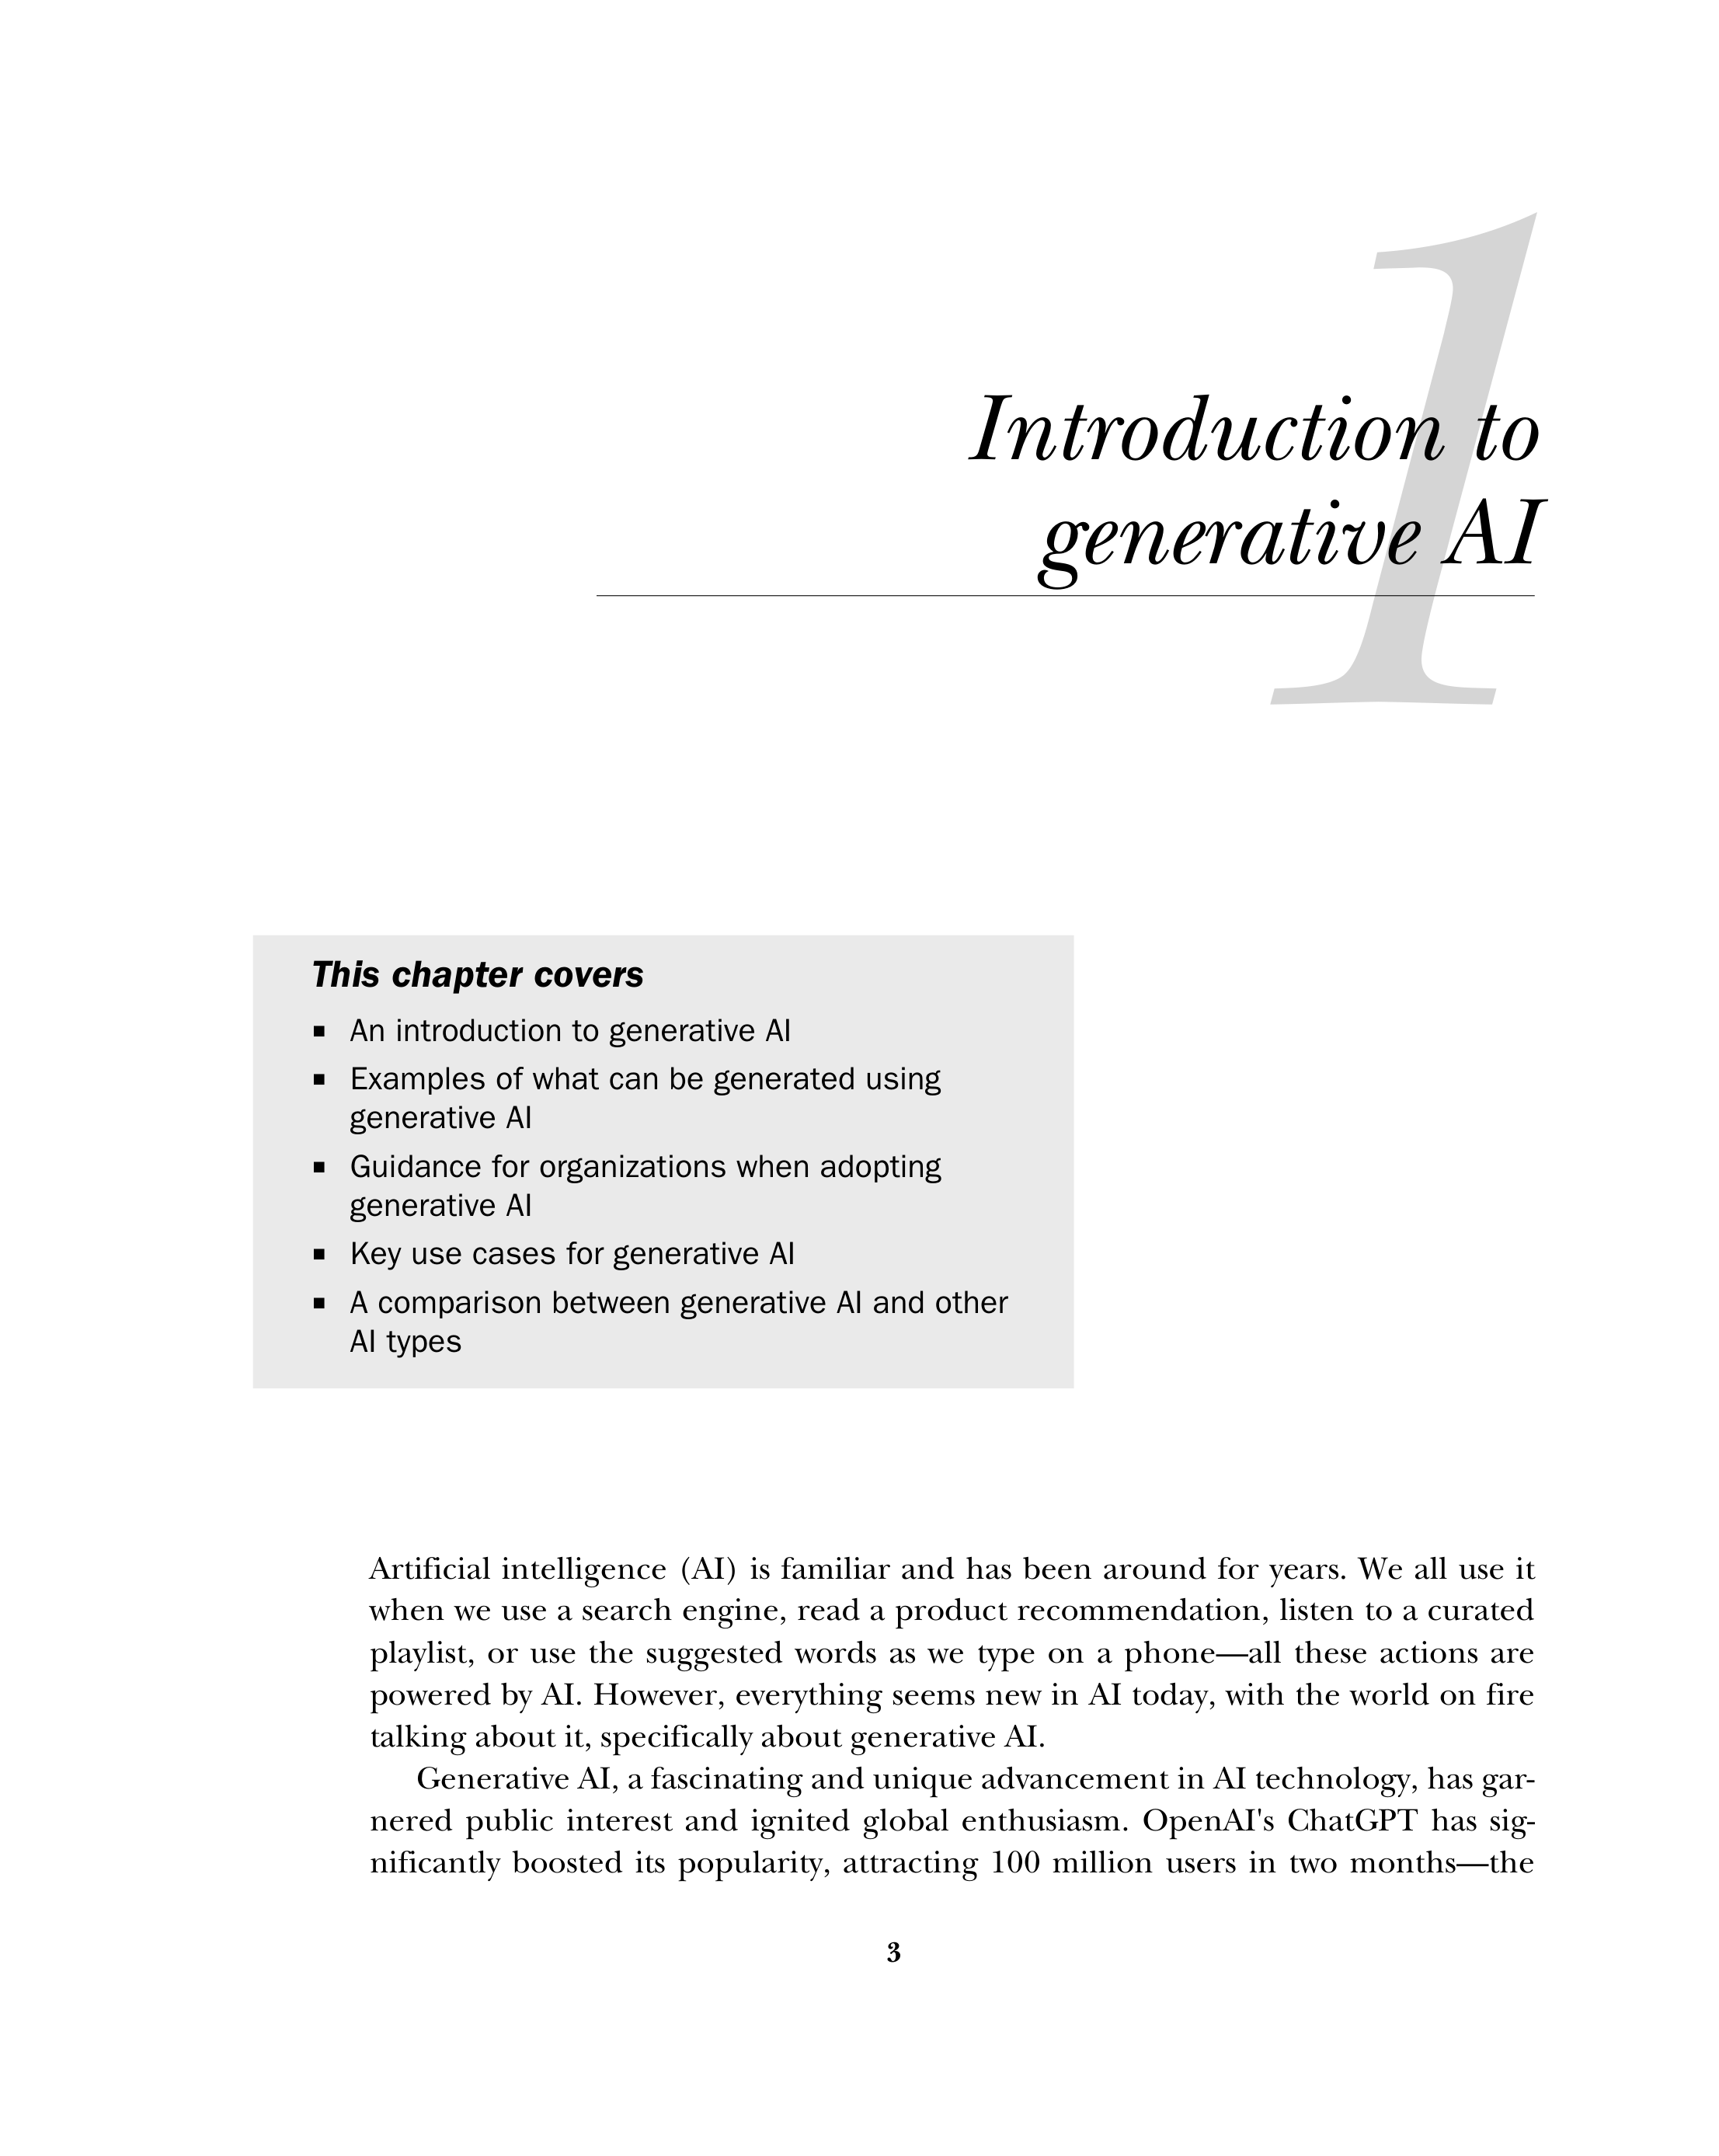 1
Introduction to
generative AI
This chapter covers
■ An introduction to generative AI
■ Examples of what can be generated using
generative AI
■ Guidance for organizations when adopting
generative AI
■ Key use cases for generative AI
■ A comparison between generative AI and other
AI types
Artificial intelligence (AI) is familiar and has been around for years. We all use it
when we use a search engine, read a product recommendation, listen to a curated
playlist, or use the suggested words as we type on a phone—all these actions are
powered by AI. However, everything seems new in AI today, with the world on fire
talking about it, specifically about generative AI.
Generative AI, a fascinating and unique advancement in AI technology, has gar-
nered public interest and ignited global enthusiasm. OpenAI's ChatGPT has sig-
nificantly boosted its popularity, attracting 100 million users in two months—the
3